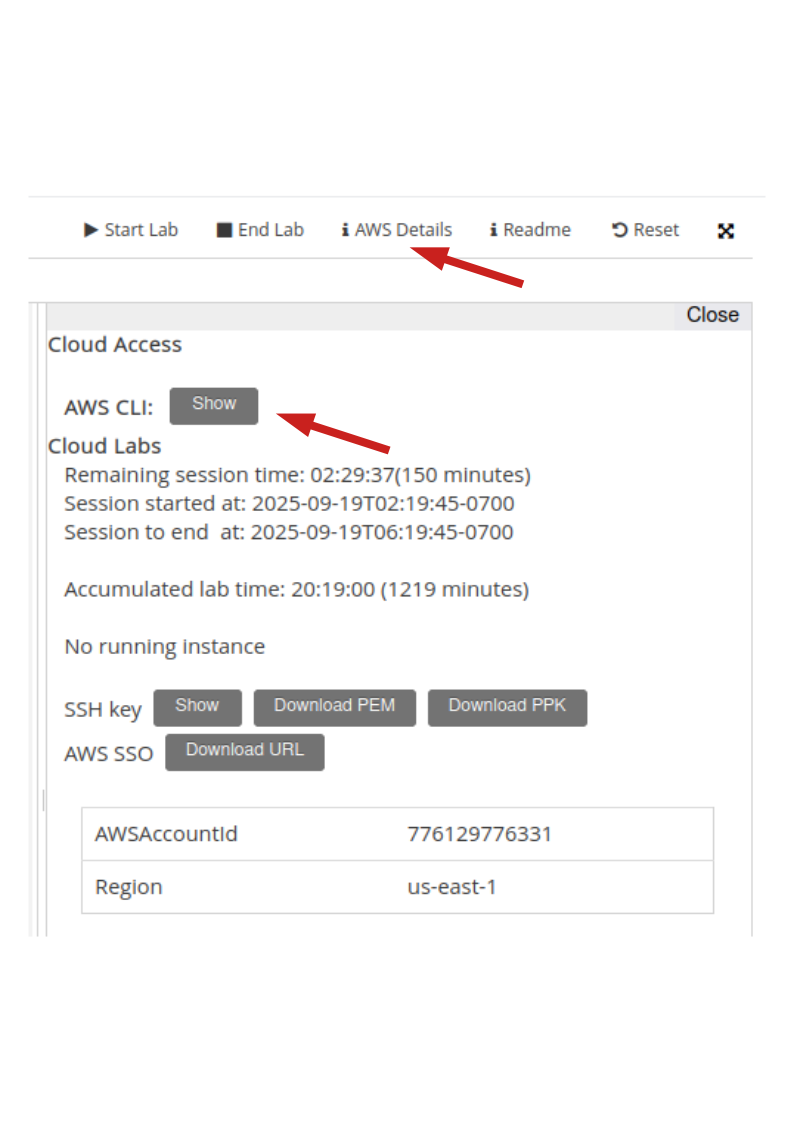 Start Lab End Lab AWS Details Readme Reset
Close
Cloud Access
AWS CLI: Show
Cloud Labs
Remaining session time: 02:29:37(150 minutes)
Session started at: 2025-09-19T02:19:45-0700
Session to end  at: 2025-09-19T06:19:45-0700
Accumulated lab time: 20:19:00 (1219 minutes)
No running instance
SSH key Show Download PEM Download PPK
AWS SSO Download URL
AWSAccountId 776129776331
Region us-east-1